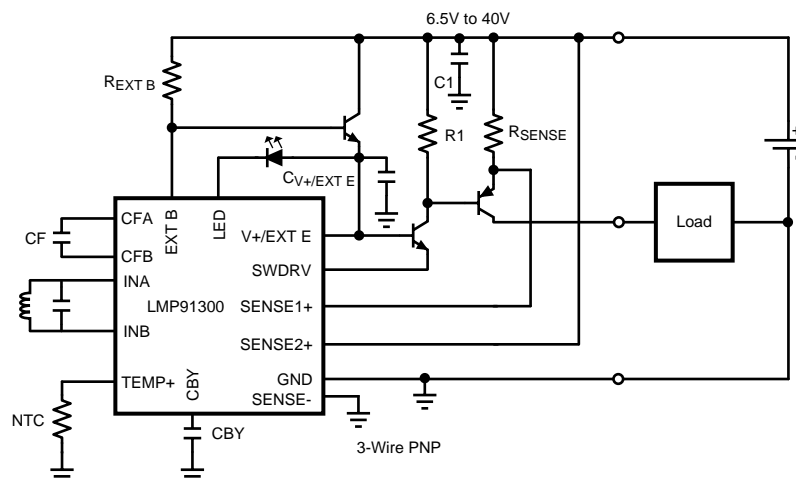 6.5V to 40V
REXT B
C1
R1
RSENSE
CV+/EXT E
CF
CFA
CFB
EXT B
LED
V+/EXT E
SWDRV
Load
+
INA
LMP91300
SENSE1+
INB
SENSE2+
TEMP+
CBY
GND
SENSE-
NTC
CBY
3-Wire PNP